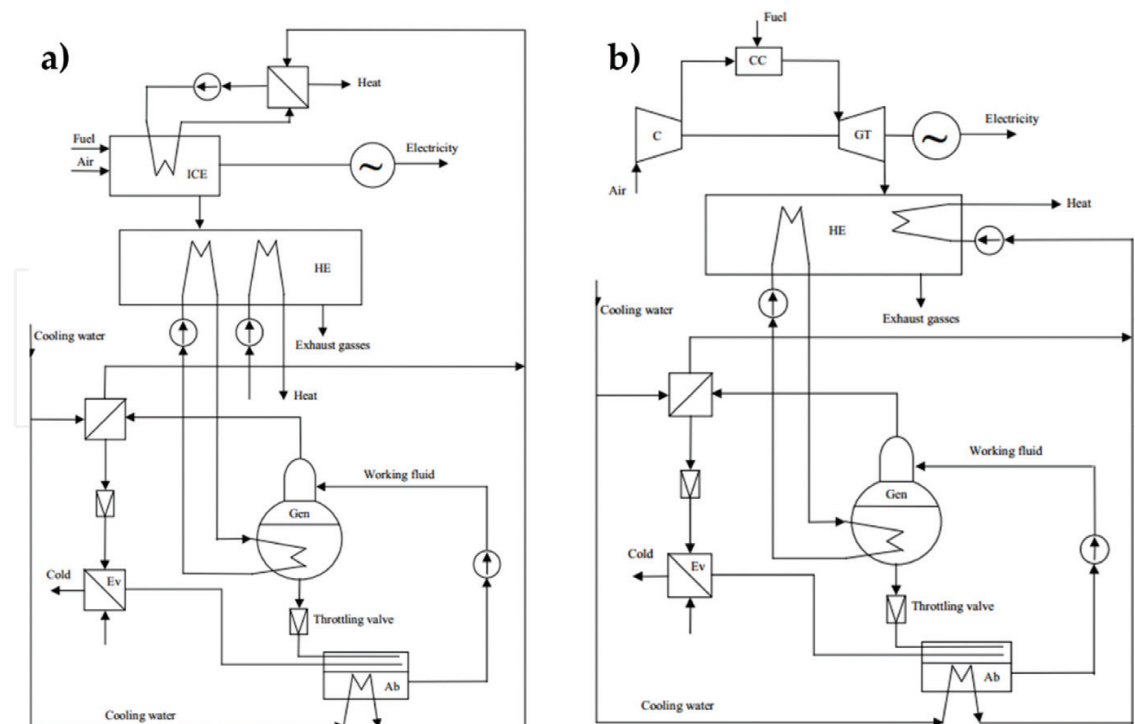 a)
Heat
Fuel
Air
ICE
~
Electricity
HE
Cooling water
Exhaust gasses
Heat
Working fluid
Gen
Cold
Ev
Throttling valve
Ab
Cooling water
b)
Fuel
CC
C
GT
~
Electricity
Air
Heat
HE
Cooling water
Exhaust gasses
Working fluid
Gen
Cold
Ev
Throttling valve
Ab
Cooling water